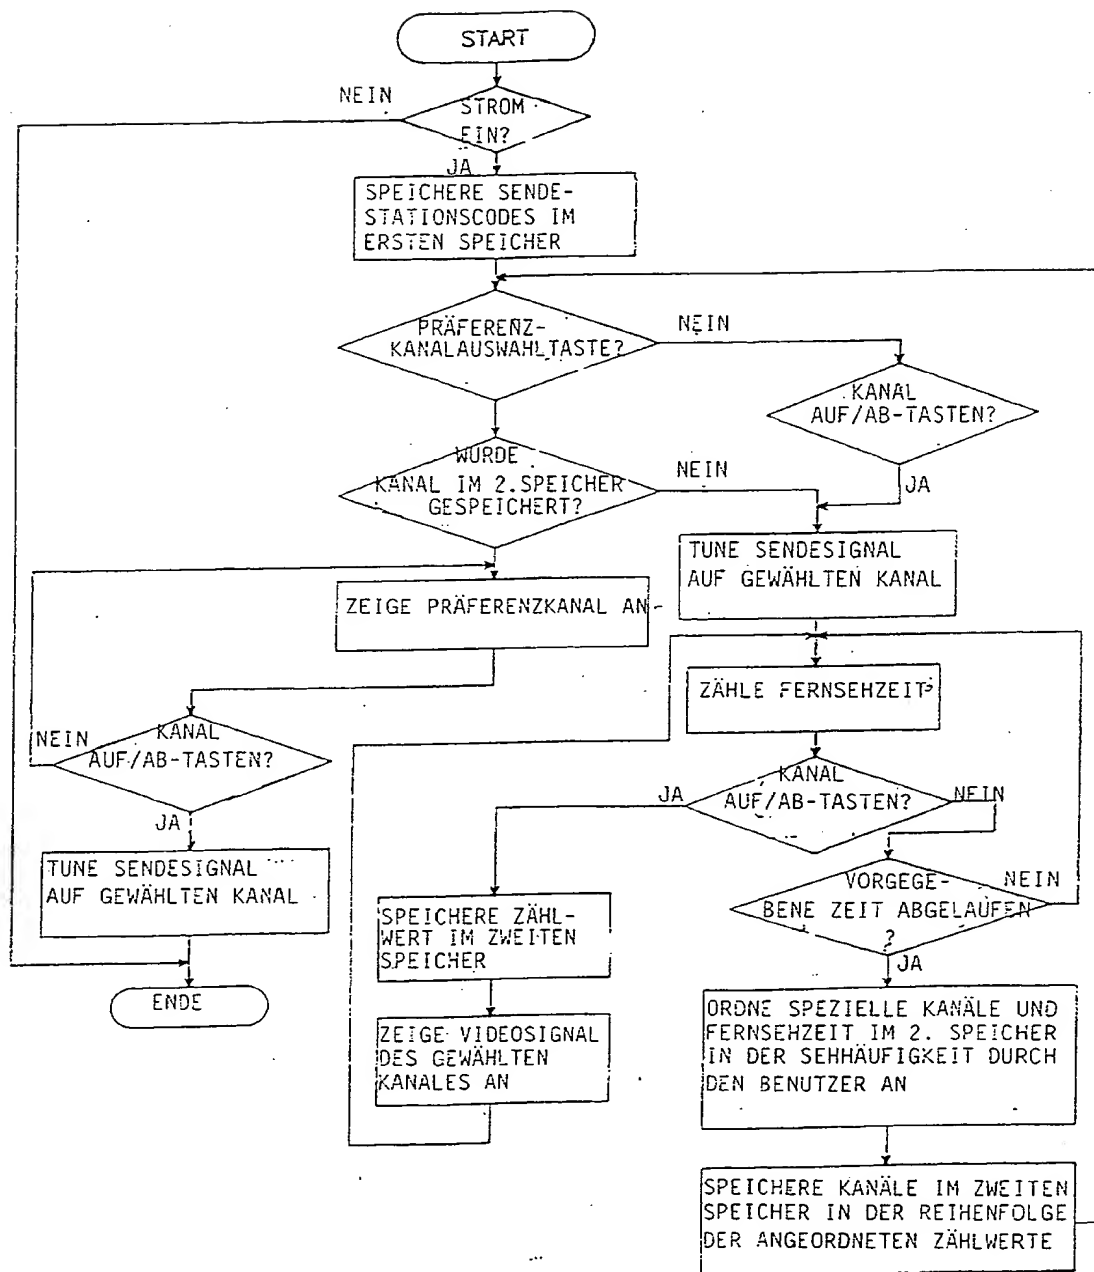 START
NEIN
STROM
EIN?
JA
SPEICHERE SENDE-
STATIONSCODES IM
ERSTEN SPEICHER
PRÄFERENZ-
KANALAUSWAHLTASTE?
NEIN
KANAL
AUF/AB-TASTEN?
JA
WURDE
KANAL IM 2.SPEICHER
GESPEICHERT?
NEIN
TUNE SENDESIGNAL
AUF GEWÄHLTEN KANAL
ZEIGE PRÄFERENZKANAL AN
ZÄHLE FERNSEHZEIT
KANAL
AUF/AB-TASTEN?
NEIN
JA
TUNE SENDESIGNAL
AUF GEWÄHLTEN KANAL
ENDE
KANAL
AUF/AB-TASTEN?
JA
NEIN
VORGEGE-
BENE ZEIT ABGELAUFEN
?
NEIN
JA
SPEICHERE ZÄHL-
WERT IM ZWEITEN
SPEICHER
ZEIGE VIDEOSIGNAL
DES GEWÄHLTEN
KANALES AN
ORDNE SPEZIELLE KANÄLE UND
FERNSEHZEIT IM 2. SPEICHER
IN DER SEHHÄUFIGKEIT DURCH
DEN BENUTZER AN
SPEICHERE KANÄLE IM ZWEITEN
SPEICHER IN DER REIHENFOLGE
DER ANGEORDNETEN ZÄHLWERTE